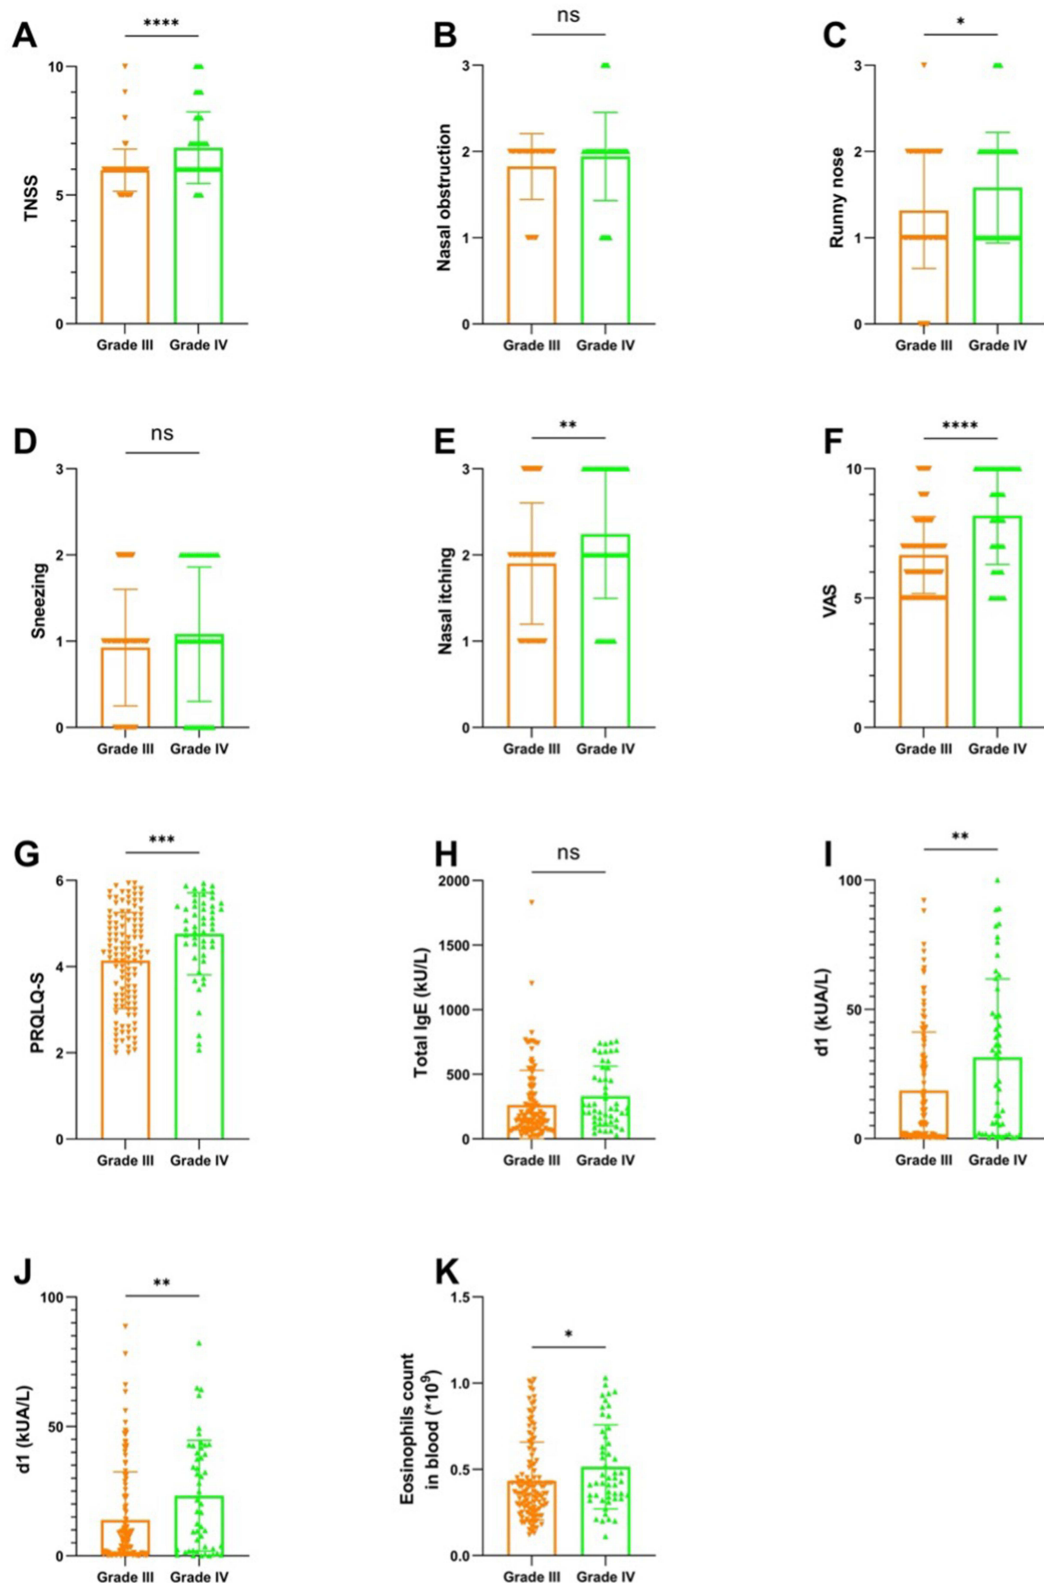 A
****
TNSS
10
5
0
Grade III
Grade IV
B
ns
Nasal obstruction
3
2
1
0
Grade III
Grade IV
C
*
Runny nose
3
2
1
0
Grade III
Grade IV
D
ns
Sneezing
3
2
1
0
Grade III
Grade IV
E
**
Nasal itching
3
2
1
0
Grade III
Grade IV
F
****
VAS
10
5
0
Grade III
Grade IV
G
***
PRQLQ-S
6
4
2
0
Grade III
Grade IV
H
ns
Total IgE (kU/L)
2000
1500
1000
500
0
Grade III
Grade IV
I
**
d1 (kUA/L)
100
50
0
Grade III
Grade IV
J
**
d1 (kUA/L)
100
50
0
Grade III
Grade IV
K
*
Eosinophils count
in blood (*10⁹)
1.5
1.0
0.5
0.0
Grade III
Grade IV